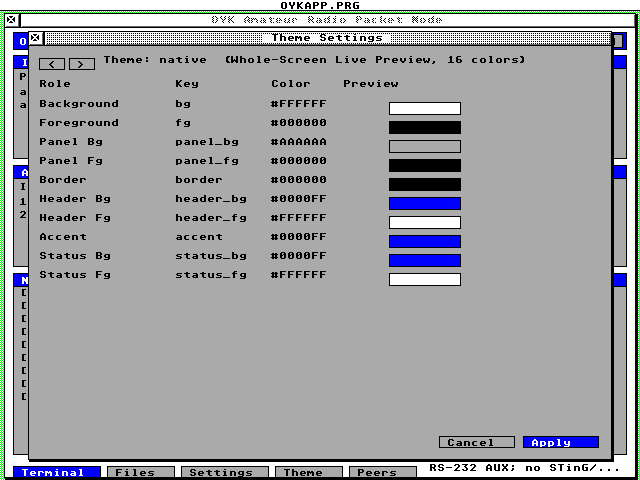 OYKAPP.PRG
OYK Amateur Radio Packet Node
Theme Settings
< > Theme: native (Whole-Screen Live Preview, 16 colors)
Role Key Color Preview
Background bg #FFFFFF
Foreground fg #000000
Panel Bg panel_bg #AAAAAA
Panel Fg panel_fg #000000
Border border #000000
Header Bg header_bg #0000FF
Header Fg header_fg #FFFFFF
Accent accent #0000FF
Status Bg status_bg #0000FF
Status Fg status_fg #FFFFFF
Cancel Apply
Terminal Files Settings Theme Peers RS-232 AUX; no STinG/...